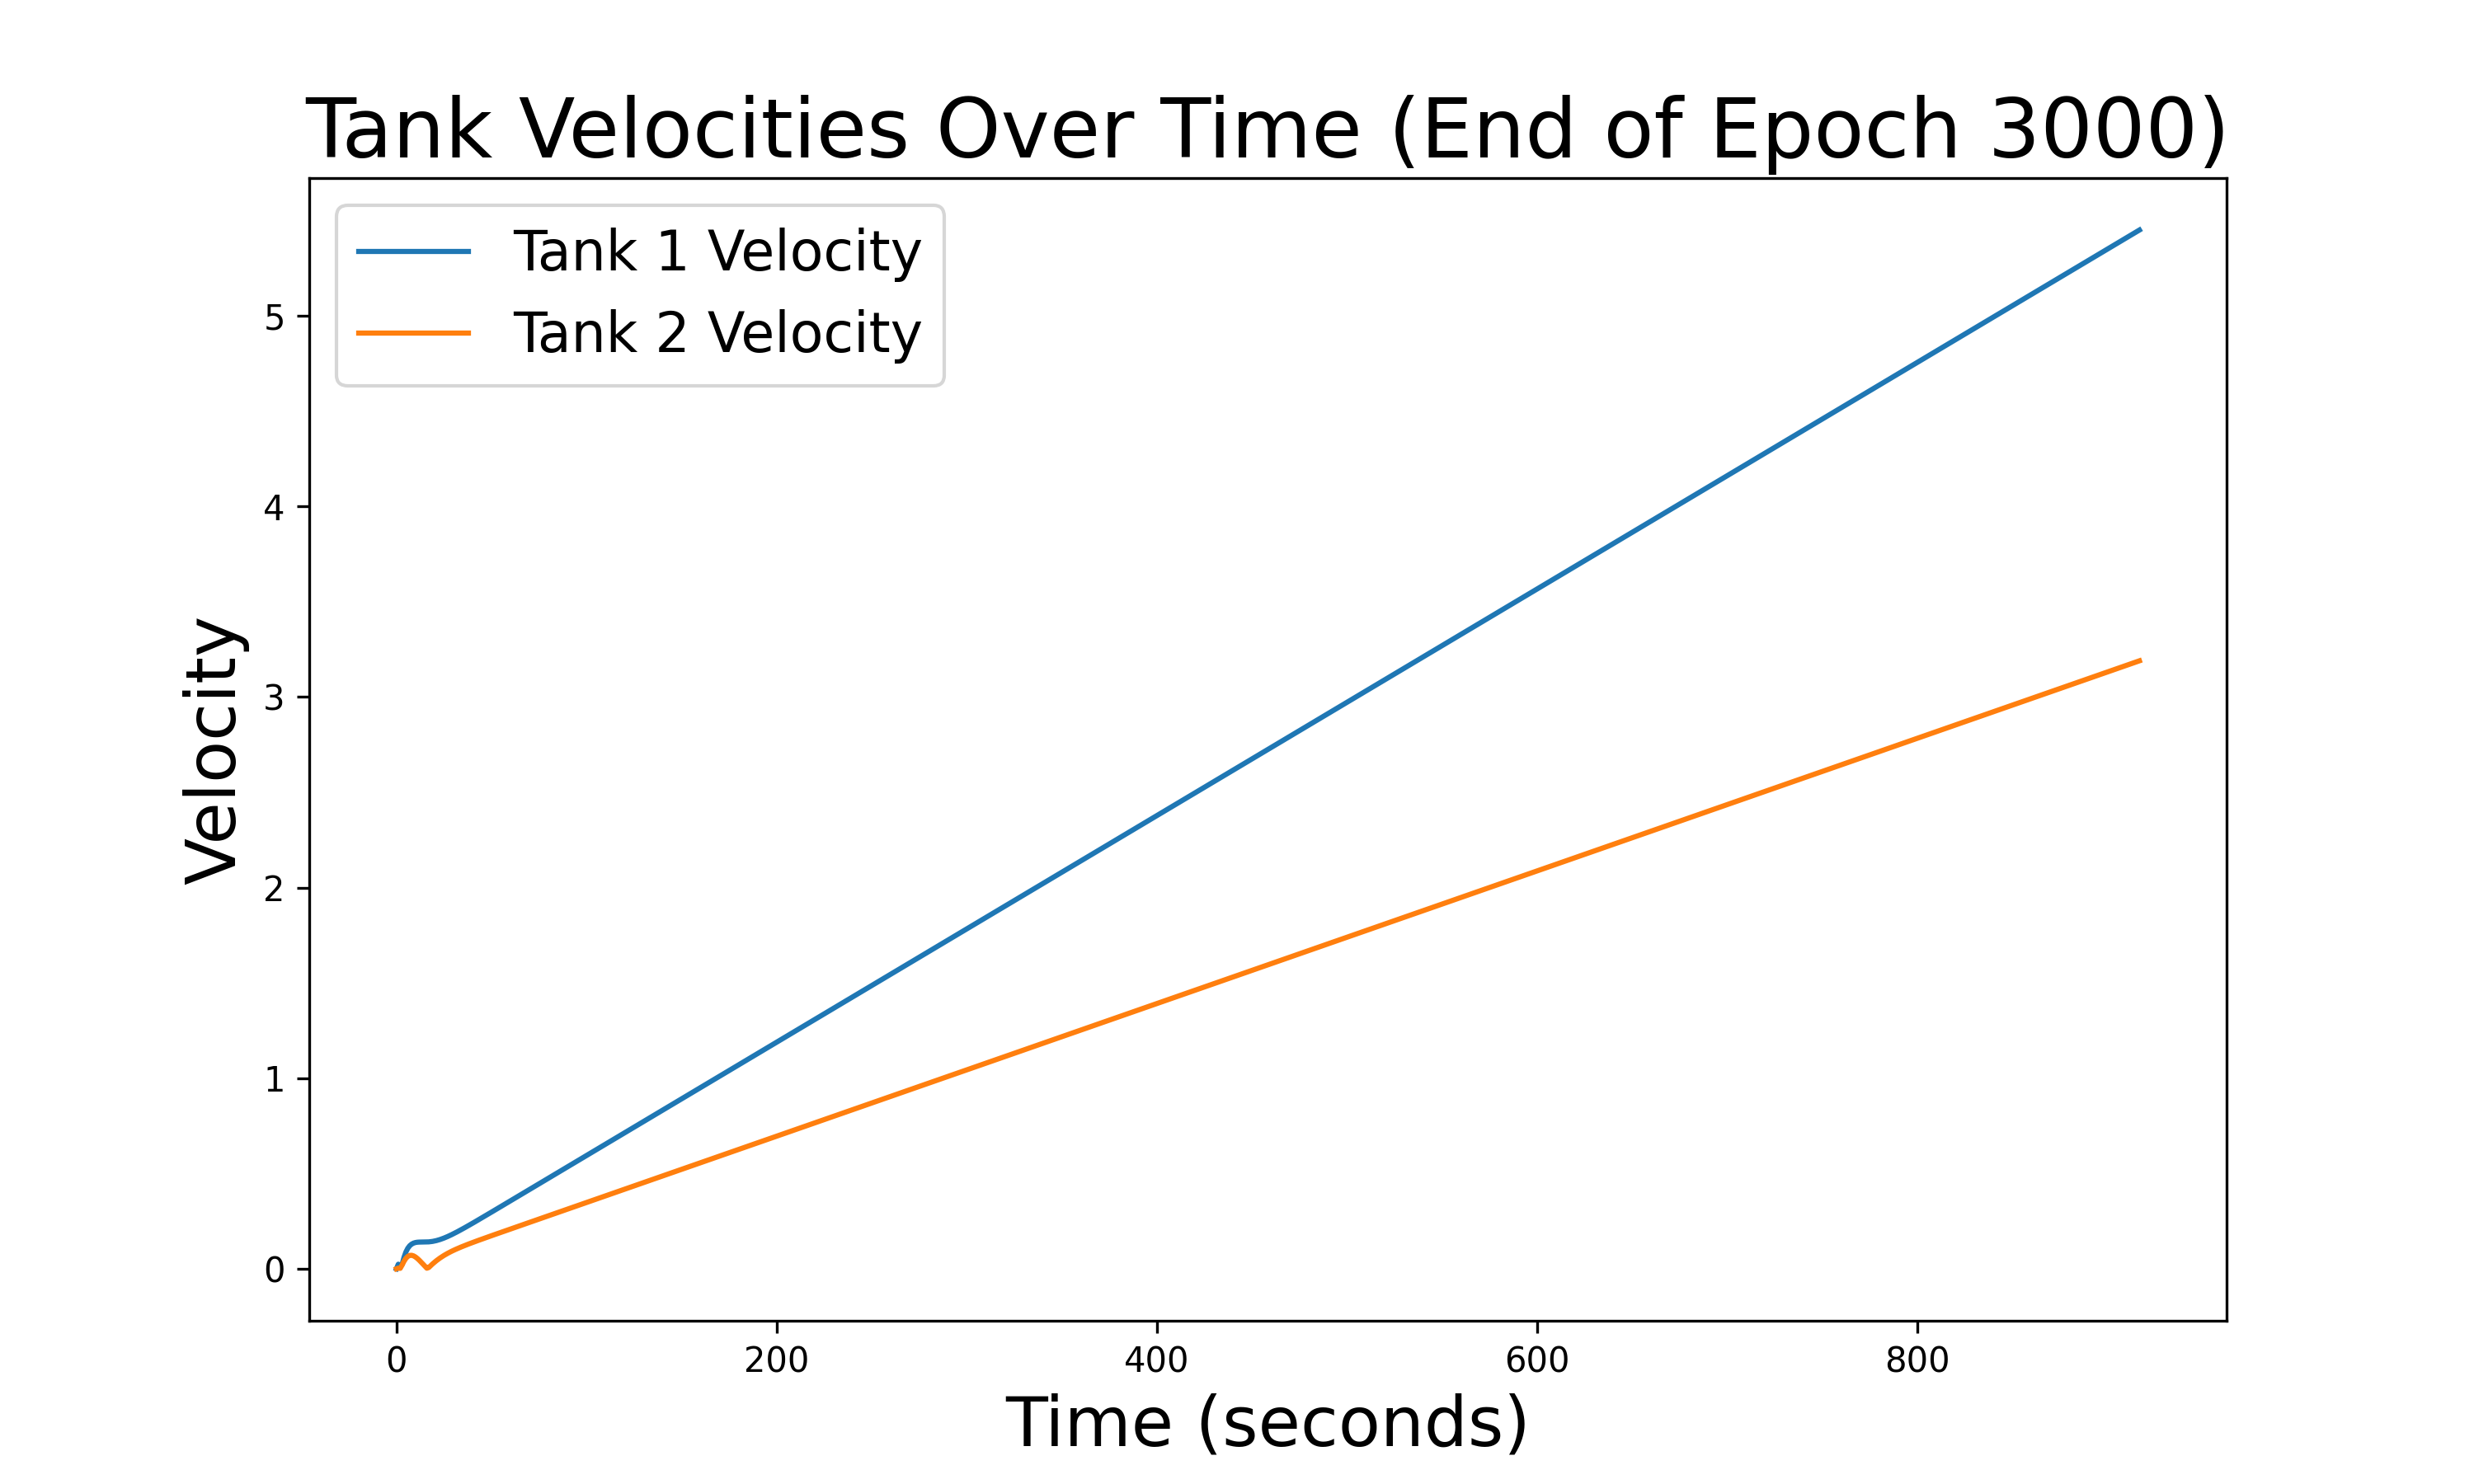 Tank Velocities Over Time (End of Epoch 3000)
Tank 1 Velocity
Tank 2 Velocity
Velocity
5
4
3
2
1
0
0 200 400 600 800
Time (seconds)